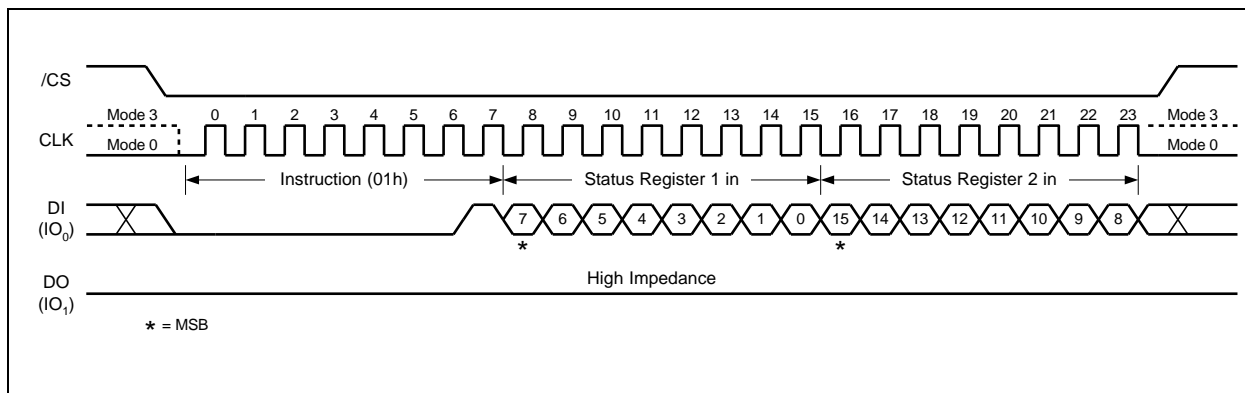 /CS
Mode 3 0 1 2 3 4 5 6 7 8 9 10 11 12 13 14 15 16 17 18 19 20 21 22 23 Mode 3
CLK
Mode 0 Mode 0
Instruction (01h) Status Register 1 in Status Register 2 in
DI
(IO0) 7 6 5 4 3 2 1 0 15 14 13 12 11 10 9 8
* *
High Impedance
DO
(IO1)
* = MSB